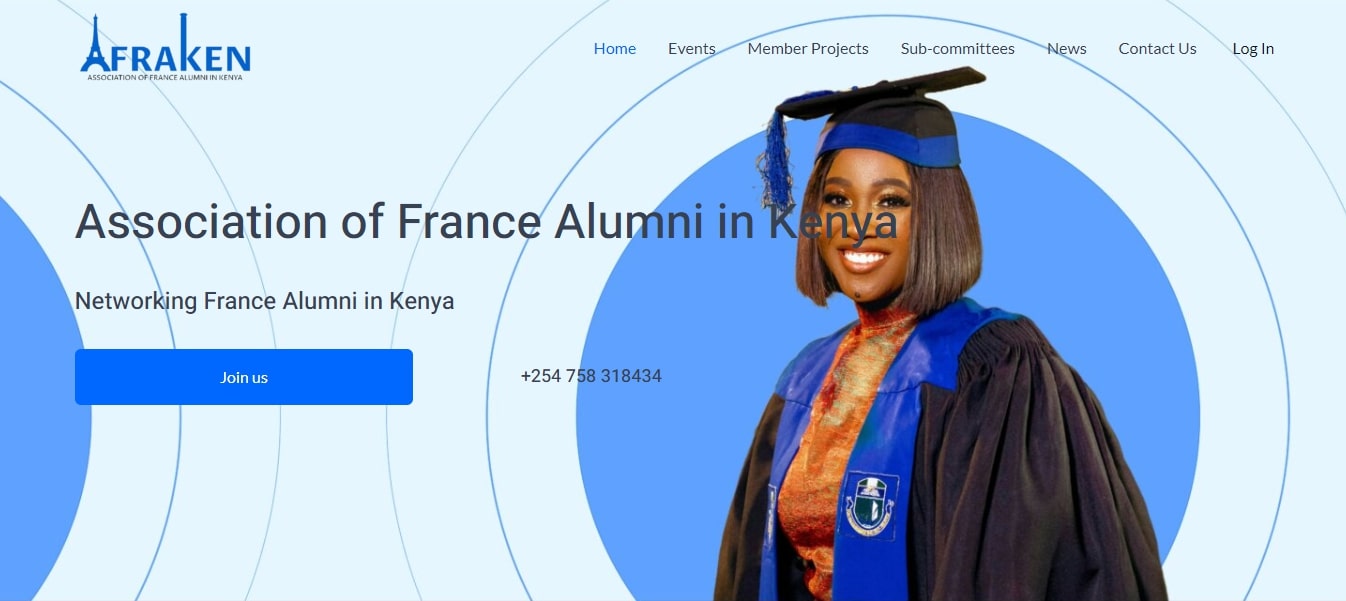 AFRAKEN
ASSOCIATION OF FRANCE ALUMNI IN KENYA
Home Events Member Projects Sub-committees News Contact Us Log In
Association of France Alumni in Kenya
Networking France Alumni in Kenya
Join us +254 758 318434